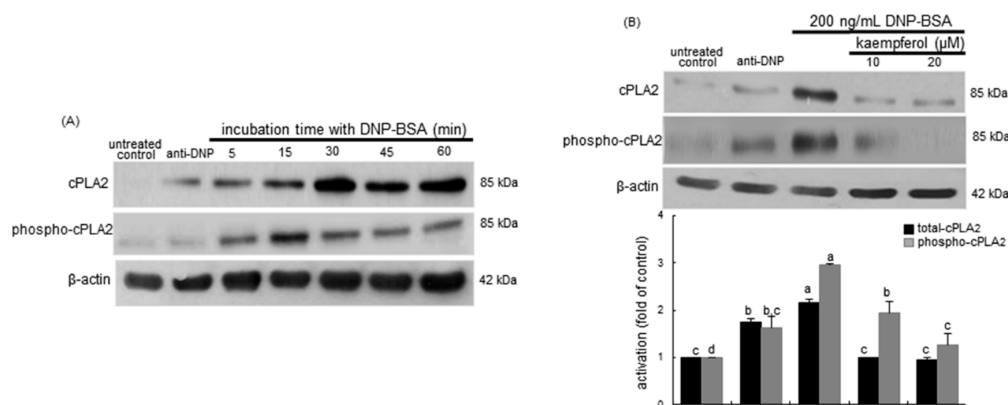 (A)
incubation time with DNP-BSA (min)
untreated
control
anti-DNP
5
15
30
45
60
cPLA2
85 kDa
phospho-cPLA2
85 kDa
β-actin
42 kDa
(B)
200 ng/mL DNP-BSA
kaempferol (μM)
untreated
control
anti-DNP
10
20
cPLA2
85 kDa
phospho-cPLA2
85 kDa
β-actin
42 kDa
activation (fold of control)
4
3
2
1
total-cPLA2
phospho-cPLA2
c d
b b,c
a a
c b
c c